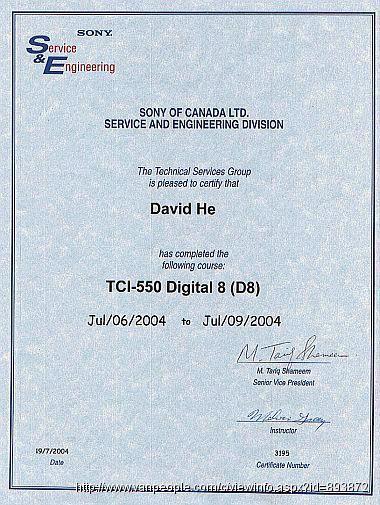 SONY
Service
& Engineering
SONY OF CANADA LTD.
SERVICE AND ENGINEERING DIVISION
The Technical Services Group
is pleased to certify that
David He
has completed the
following course:
TCI-550 Digital 8 (D8)
Jul/06/2004 to Jul/09/2004
M. Tariq Shameem
M. Tariq Shameem
Senior Vice President
Instructor
19/7/2004
Date
3195
Certificate Number
http://www.vanpeople.com/c/viewinfo.aspx?id=893872